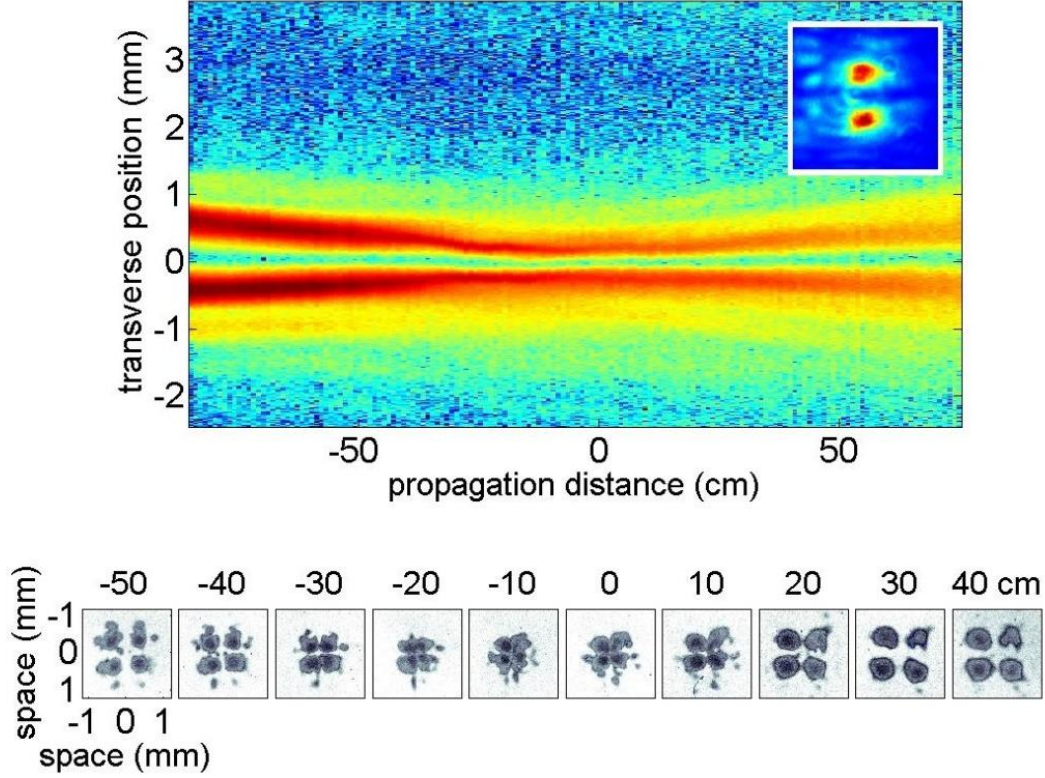 transverse position (mm)
3
2
1
0
-1
-2
-50 0 50
propagation distance (cm)
-50 -40 -30 -20 -10 0 10 20 30 40 cm
space (mm)
-1
0
1
-1 0 1
space (mm)